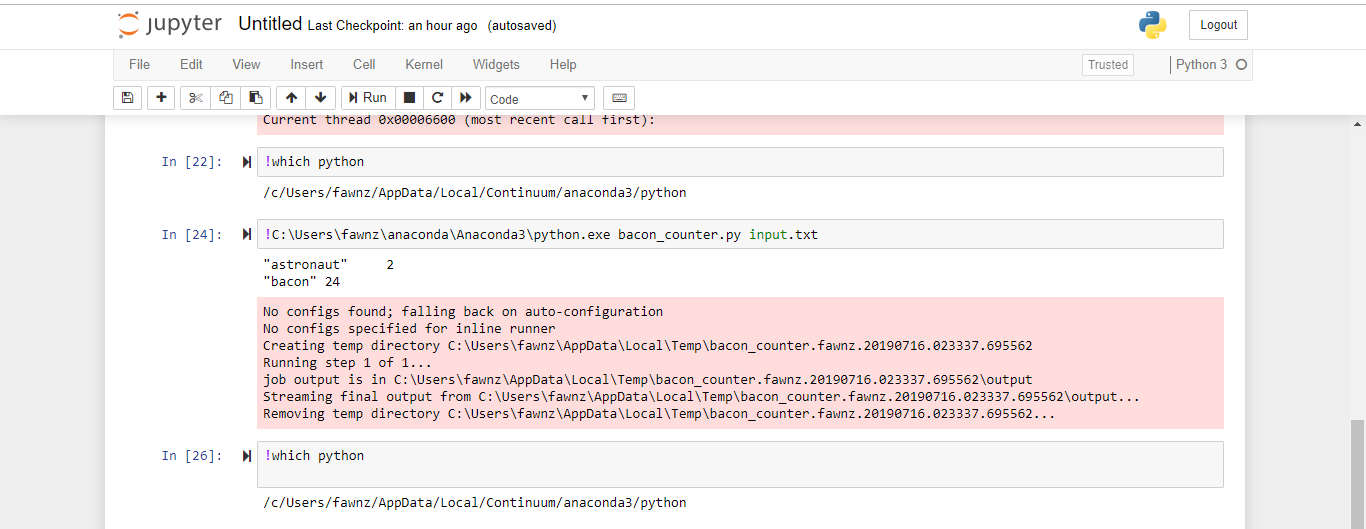 jupyter Untitled Last Checkpoint: an hour ago (autosaved) Logout
File Edit View Insert Cell Kernel Widgets Help Trusted Python 3
Run Code
Current thread 0x00006600 (most recent call first):
In [22]: !which python
/c/Users/fawnz/AppData/Local/Continuum/anaconda3/python
In [24]: !C:\Users\fawnz\anaconda\Anaconda3\python.exe bacon_counter.py input.txt
"astronaut" 2
"bacon" 24
No configs found; falling back on auto-configuration
No configs specified for inline runner
Creating temp directory C:\Users\fawnz\AppData\Local\Temp\bacon_counter.fawnz.20190716.023337.695562
Running step 1 of 1...
job output is in C:\Users\fawnz\AppData\Local\Temp\bacon_counter.fawnz.20190716.023337.695562\output
Streaming final output from C:\Users\fawnz\AppData\Local\Temp\bacon_counter.fawnz.20190716.023337.695562\output...
Removing temp directory C:\Users\fawnz\AppData\Local\Temp\bacon_counter.fawnz.20190716.023337.695562...
In [26]: !which python
/c/Users/fawnz/AppData/Local/Continuum/anaconda3/python